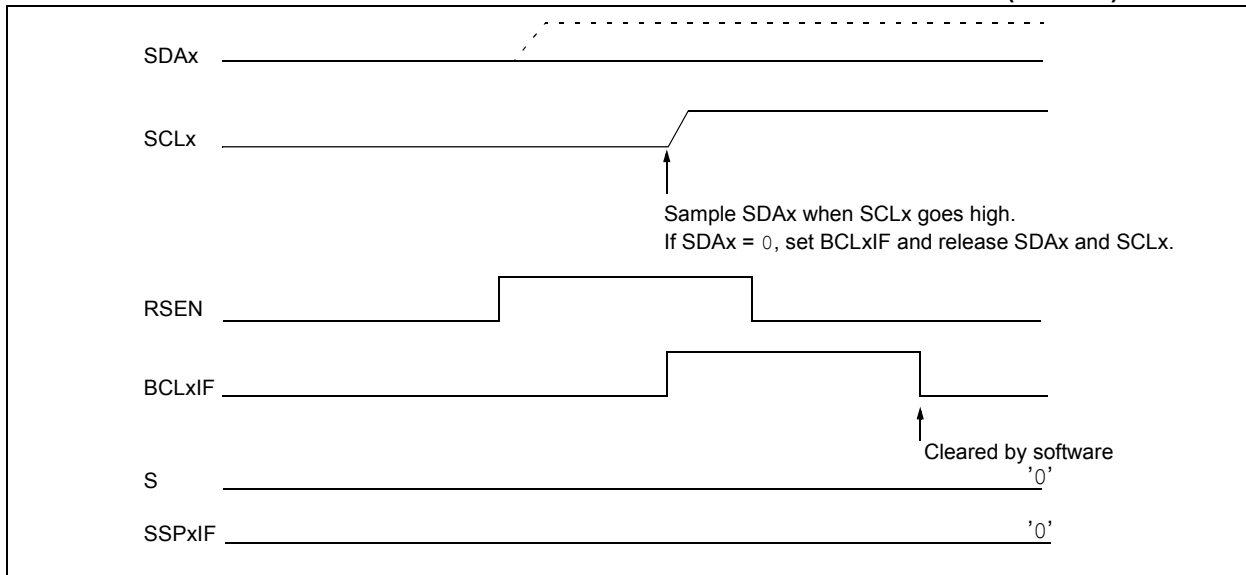 SDAx
SCLx
Sample SDAx when SCLx goes high.
If SDAx = 0, set BCLxIF and release SDAx and SCLx.
RSEN
BCLxIF
Cleared by software
S
'0'
SSPxIF
'0'